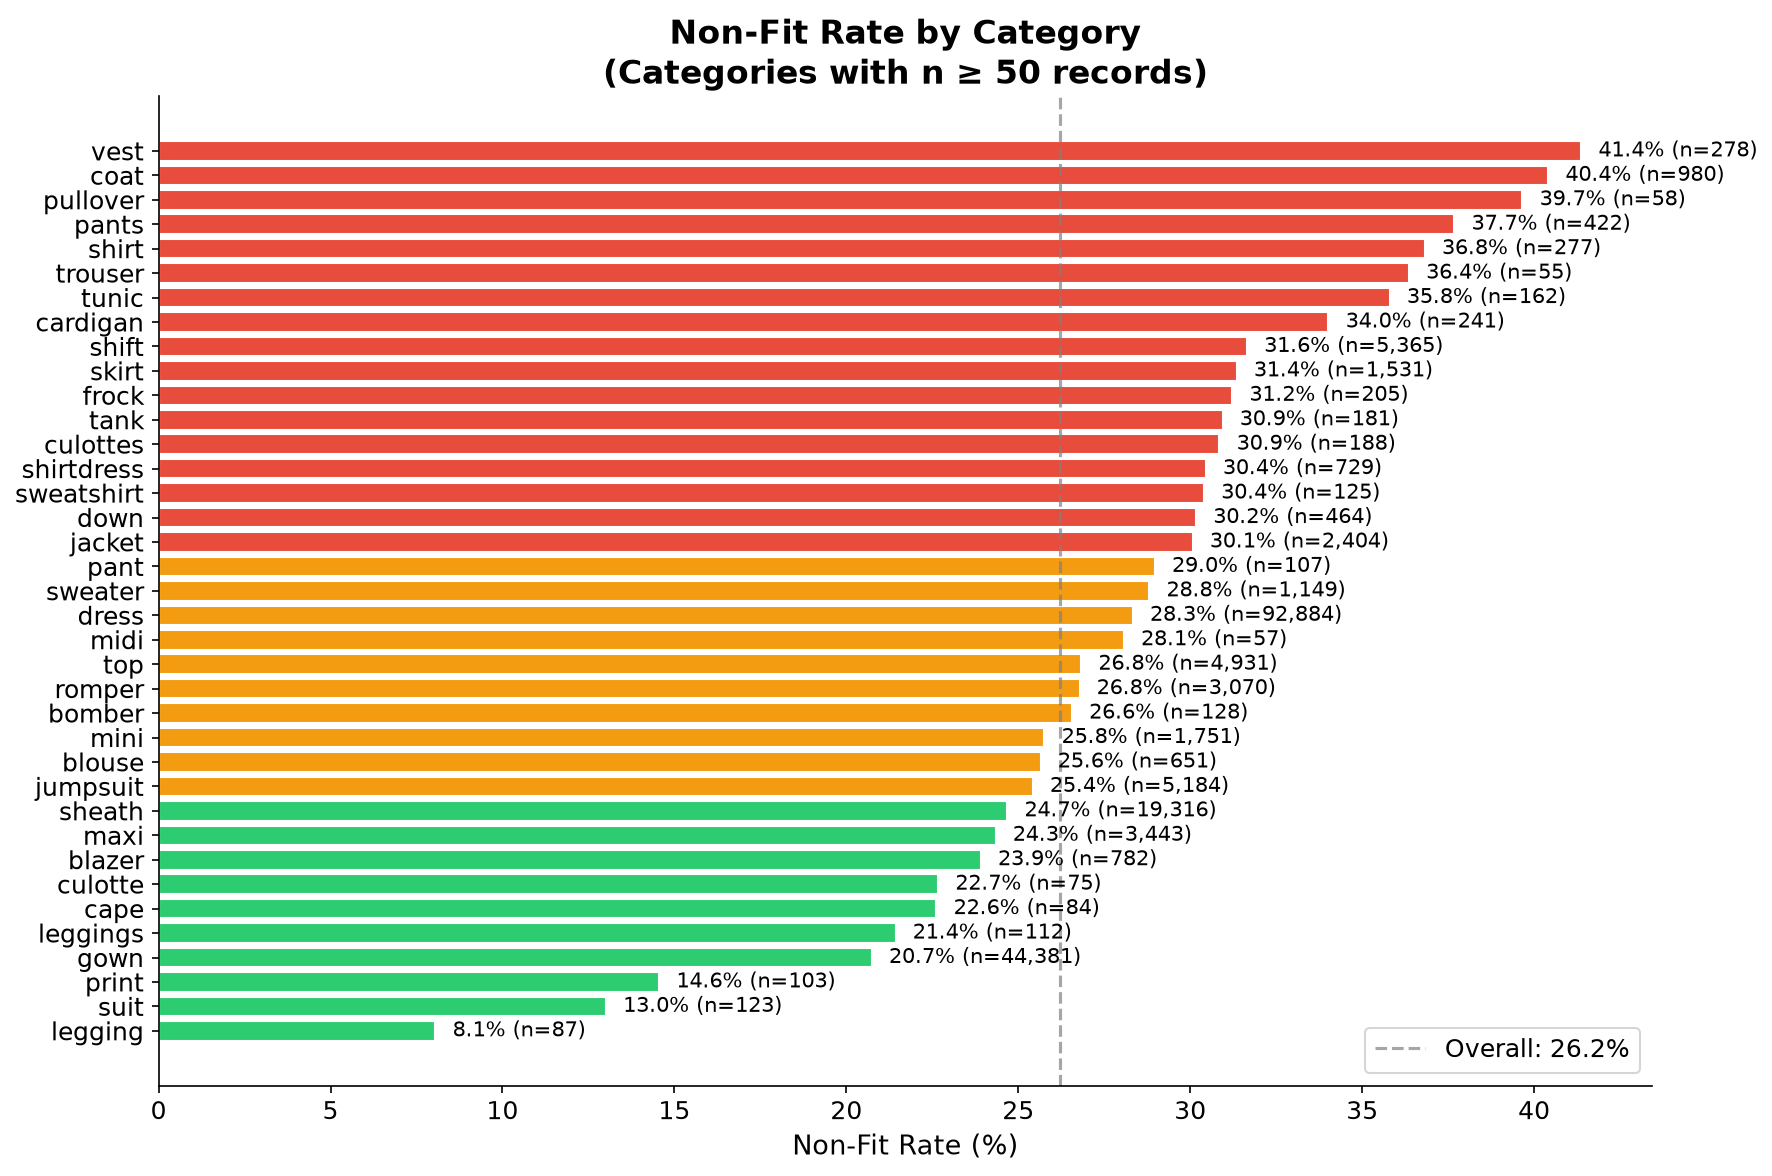 Non-Fit Rate by Category
(Categories with n ≥ 50 records)
vest 41.4% (n=278)
coat 40.4% (n=980)
pullover 39.7% (n=58)
pants 37.7% (n=422)
shirt 36.8% (n=277)
trouser 36.4% (n=55)
tunic 35.8% (n=162)
cardigan 34.0% (n=241)
shift 31.6% (n=5,365)
skirt 31.4% (n=1,531)
frock 31.2% (n=205)
tank 30.9% (n=181)
culottes 30.9% (n=188)
shirtdress 30.4% (n=729)
sweatshirt 30.4% (n=125)
down 30.2% (n=464)
jacket 30.1% (n=2,404)
pant 29.0% (n=107)
sweater 28.8% (n=1,149)
dress 28.3% (n=92,884)
midi 28.1% (n=57)
top 26.8% (n=4,931)
romper 26.8% (n=3,070)
bomber 26.6% (n=128)
mini 25.8% (n=1,751)
blouse 25.6% (n=651)
jumpsuit 25.4% (n=5,184)
sheath 24.7% (n=19,316)
maxi 24.3% (n=3,443)
blazer 23.9% (n=782)
culotte 22.7% (n=75)
cape 22.6% (n=84)
leggings 21.4% (n=112)
gown 20.7% (n=44,381)
print 14.6% (n=103)
suit 13.0% (n=123)
legging 8.1% (n=87)
Overall: 26.2%
0 5 10 15 20 25 30 35 40
Non-Fit Rate (%)